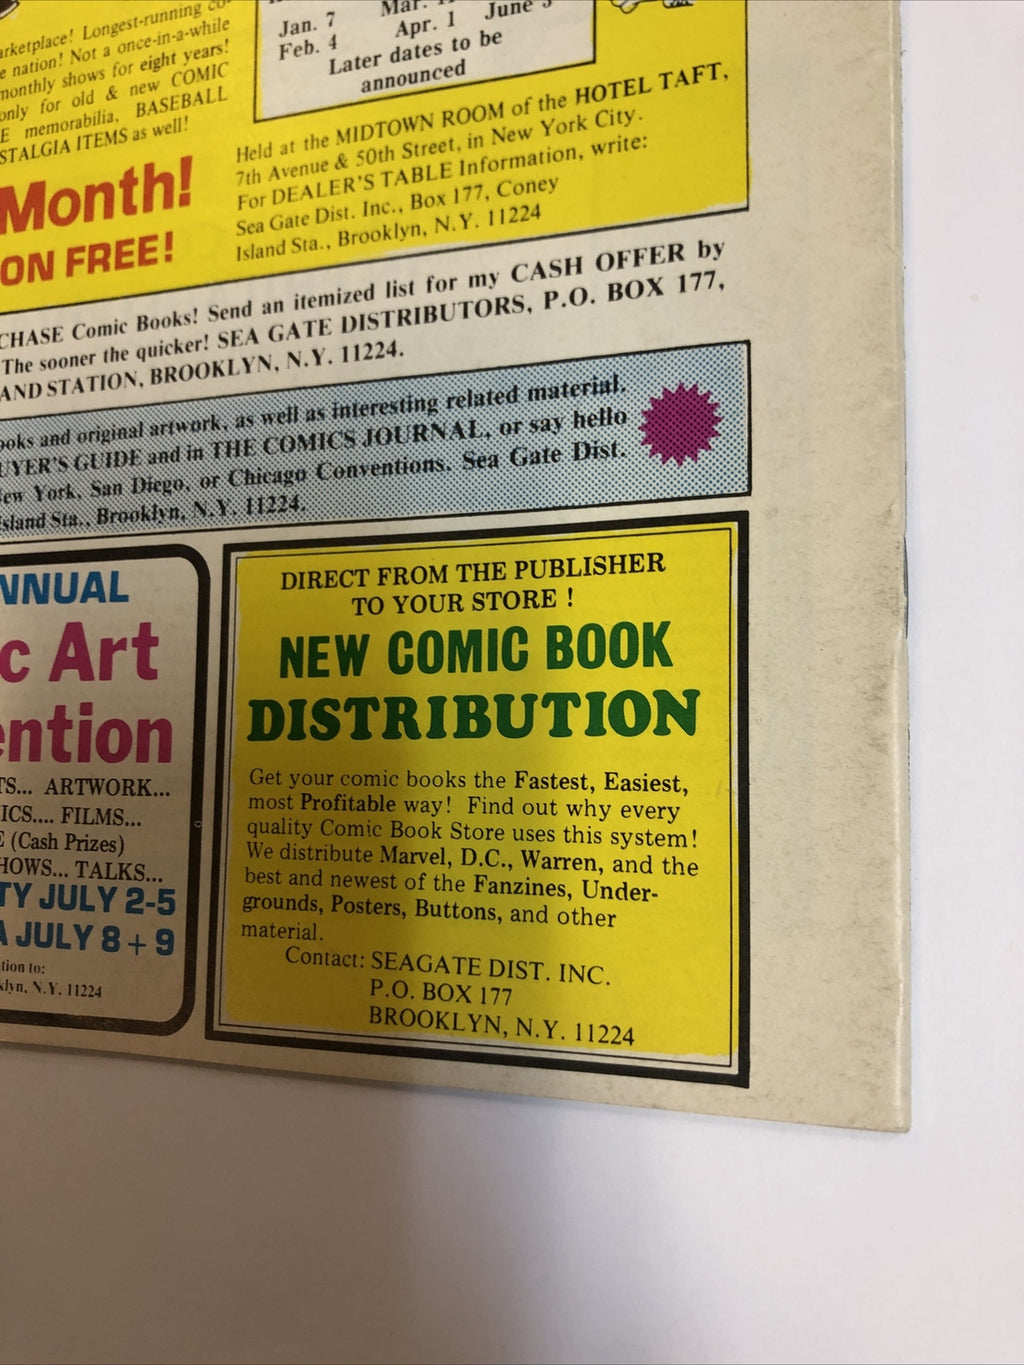 arketplace! Longest-running co-
e nation! Not a once-in-a-while
monthly shows for eight years!
only for old & new COMIC
E memorabilia, BASEBALL
STALGIA ITEMS as well!
Month!
ON FREE!
Jan. 7 Mar.
Feb. 4 Apr. 1 June 3
Later dates to be
announced
Held at the MIDTOWN ROOM of the HOTEL TAFT,
7th Avenue & 50th Street, in New York City.
For DEALER'S TABLE Information, write:
Sea Gate Dist. Inc., Box 177, Coney
Island Sta., Brooklyn, N.Y. 11224
CHASE Comic Books! Send an itemized list for my CASH OFFER by
The sooner the quicker! SEA GATE DISTRIBUTORS, P.O. BOX 177,
AND STATION, BROOKLYN, N.Y. 11224.
ooks and original artwork, as well as interesting related material.
UYER'S GUIDE and in THE COMICS JOURNAL, or say hello
ew York, San Diego, or Chicago Conventions. Sea Gate Dist.
sland Sta., Brooklyn, N.Y. 11224.
NNUAL
c Art
ention
TS... ARTWORK...
ICS.... FILMS...
E (Cash Prizes)
HOWS... TALKS...
TY JULY 2-5
A JULY 8 + 9
tion to:
klyn, N.Y. 11224
DIRECT FROM THE PUBLISHER
TO YOUR STORE !
NEW COMIC BOOK
DISTRIBUTION
Get your comic books the Fastest, Easiest,
most Profitable way! Find out why every
quality Comic Book Store uses this system!
We distribute Marvel, D.C., Warren, and the
best and newest of the Fanzines, Under-
grounds, Posters, Buttons, and other
material.
Contact: SEAGATE DIST. INC.
P.O. BOX 177
BROOKLYN, N.Y. 11224